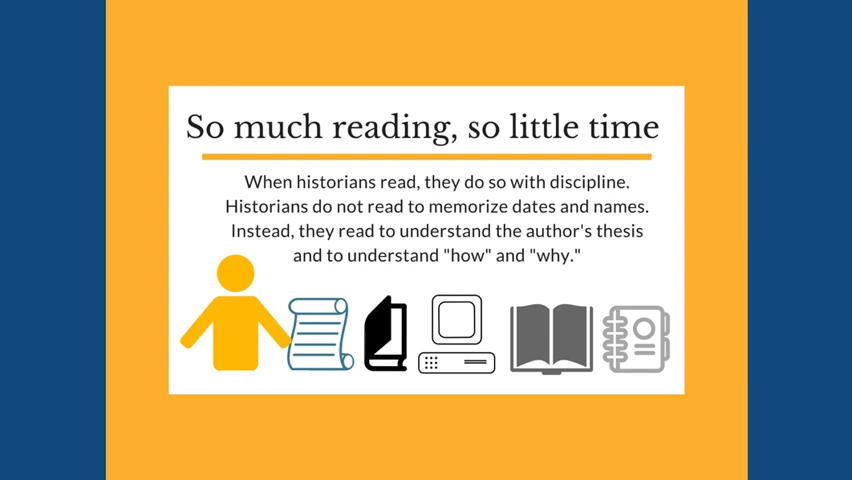 So much reading, so little time
When historians read, they do so with discipline.
Historians do not read to memorize dates and names.
Instead, they read to understand the author's thesis
and to understand "how" and "why."